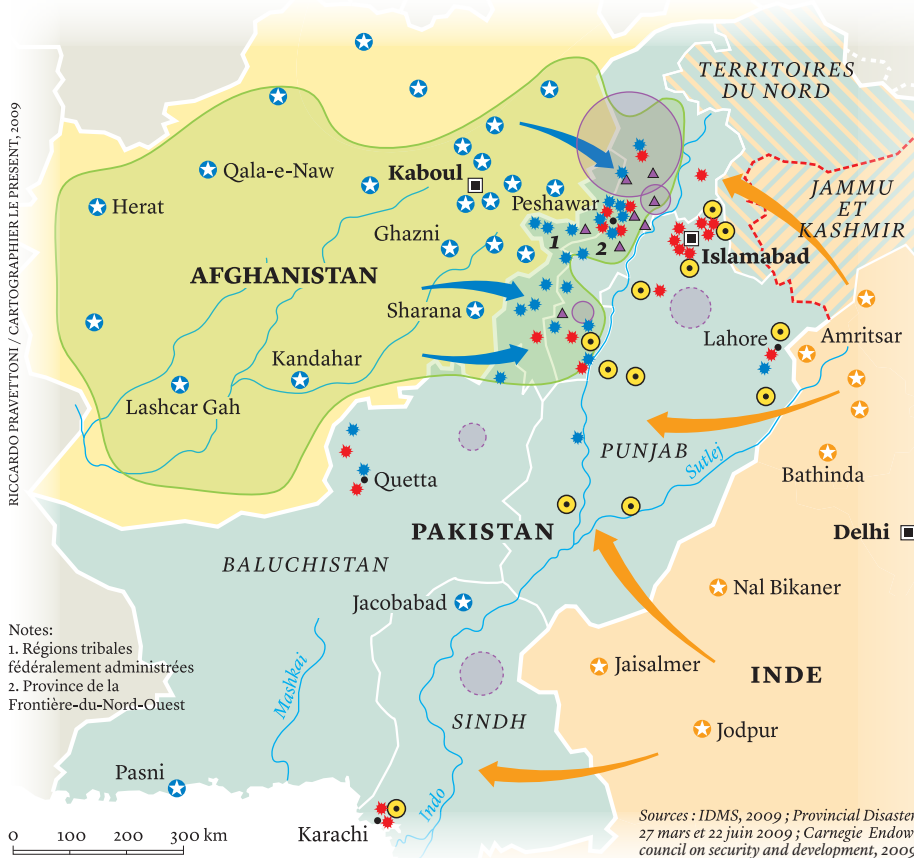 RICCARDO PRAVETTONI / CARTOGRAPHIER LE PRESENT, 2009
TERRITOIRES
DU NORD
JAMMU
ET
KASHMIR
Qala-e-Naw
Kaboul
Herat
Peshawar
Ghazni
1
2
Islamabad
AFGHANISTAN
Sharana
Lahore
Amritsar
Kandahar
Lashcar Gah
PUNJAB
Sutlej
Bathinda
Quetta
PAKISTAN
Delhi
BALUCHISTAN
Jacobabad
Nal Bikaner
Notes:
1. Régions tribales
fédéralement administrées
2. Province de la
Frontière-du-Nord-Ouest
Mashkai
Jaisalmer
INDE
SINDH
Jodpur
Pasni
Indo
Karachi
0 100 200 300 km
Sources : IDMS, 2009 ; Provincial Disaster
27 mars et 22 juin 2009 ; Carnegie Endow
council on security and development, 2009